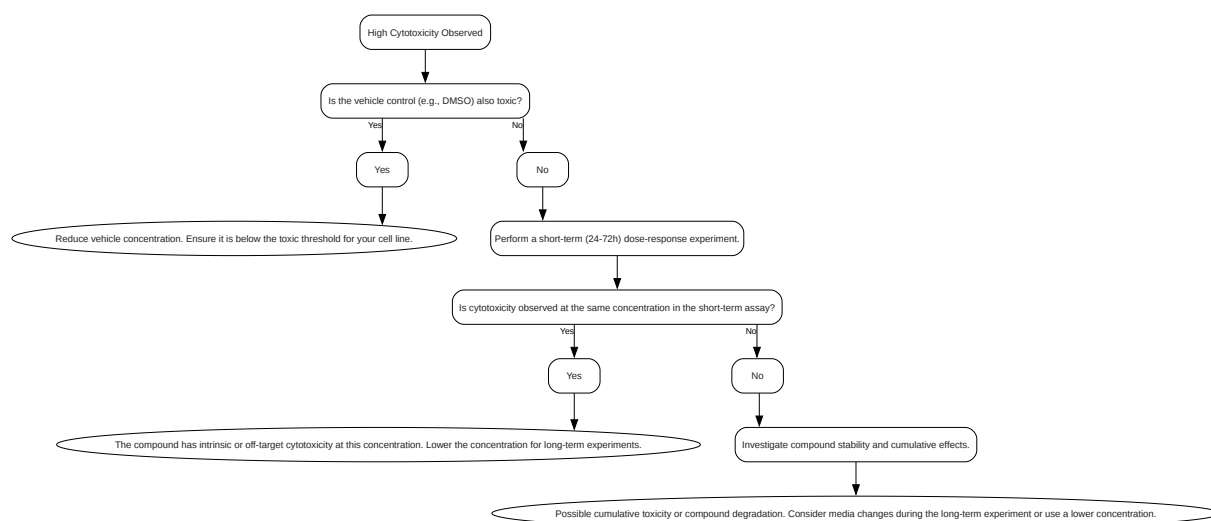 High Cytotoxicity Observed
Is the vehicle control (e.g., DMSO) also toxic?
Yes
No
Yes
No
Reduce vehicle concentration. Ensure it is below the toxic threshold for your cell line.
Perform a short-term (24-72h) dose-response experiment.
Is cytotoxicity observed at the same concentration in the short-term assay?
Yes
No
Yes
No
The compound has intrinsic or off-target cytotoxicity at this concentration. Lower the concentration for long-term experiments.
Investigate compound stability and cumulative effects.
Possible cumulative toxicity or compound degradation. Consider media changes during the long-term experiment or use a lower concentration.